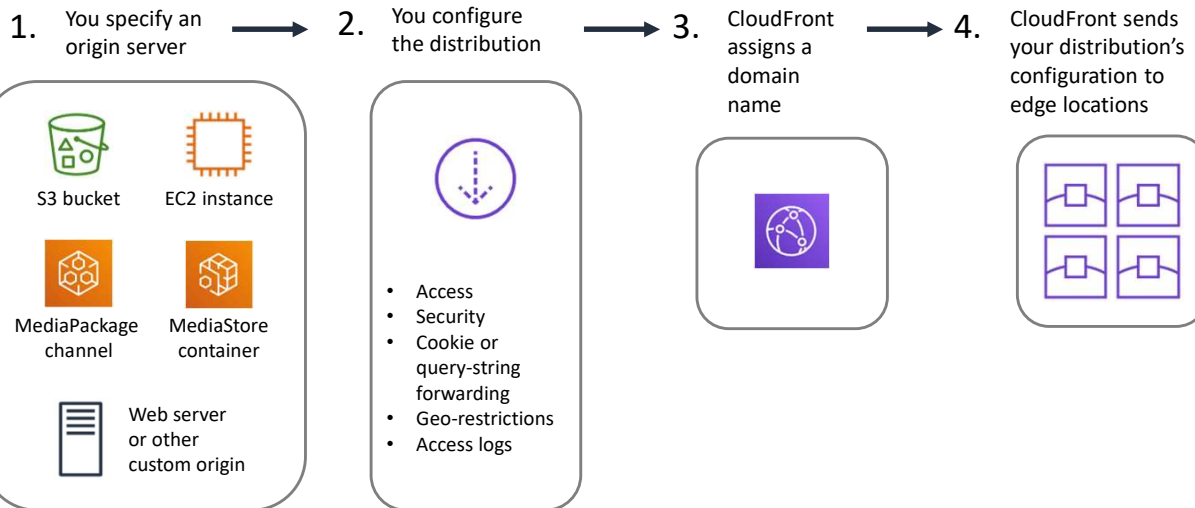 1. You specify an
origin server
2. You configure
the distribution
3. CloudFront
assigns a
domain
name
4. CloudFront sends
your distribution’s
configuration to
edge locations
S3 bucket
EC2 instance
MediaPackage
channel
MediaStore
container
Web server
or other
custom origin
• Access
• Security
• Cookie or
query-string
forwarding
• Geo-restrictions
• Access logs